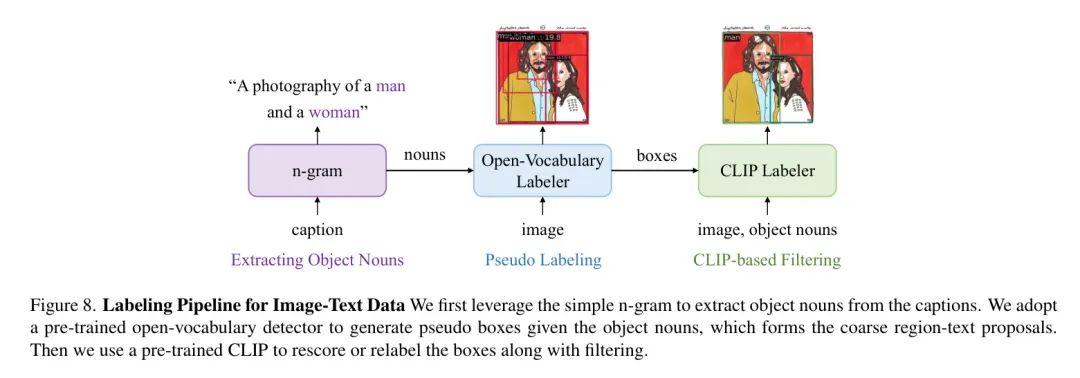 “A photography of a man
and a woman”
n-gram
nouns
Open-Vocabulary
Labeler
boxes
CLIP Labeler
caption
image
image, object nouns
Extracting Object Nouns
Pseudo Labeling
CLIP-based Filtering
man
Figure 8. Labeling Pipeline for Image-Text Data We first leverage the simple n-gram to extract object nouns from the captions. We adopt
a pre-trained open-vocabulary detector to generate pseudo boxes given the object nouns, which forms the coarse region-text proposals.
Then we use a pre-trained CLIP to rescore or relabel the boxes along with filtering.